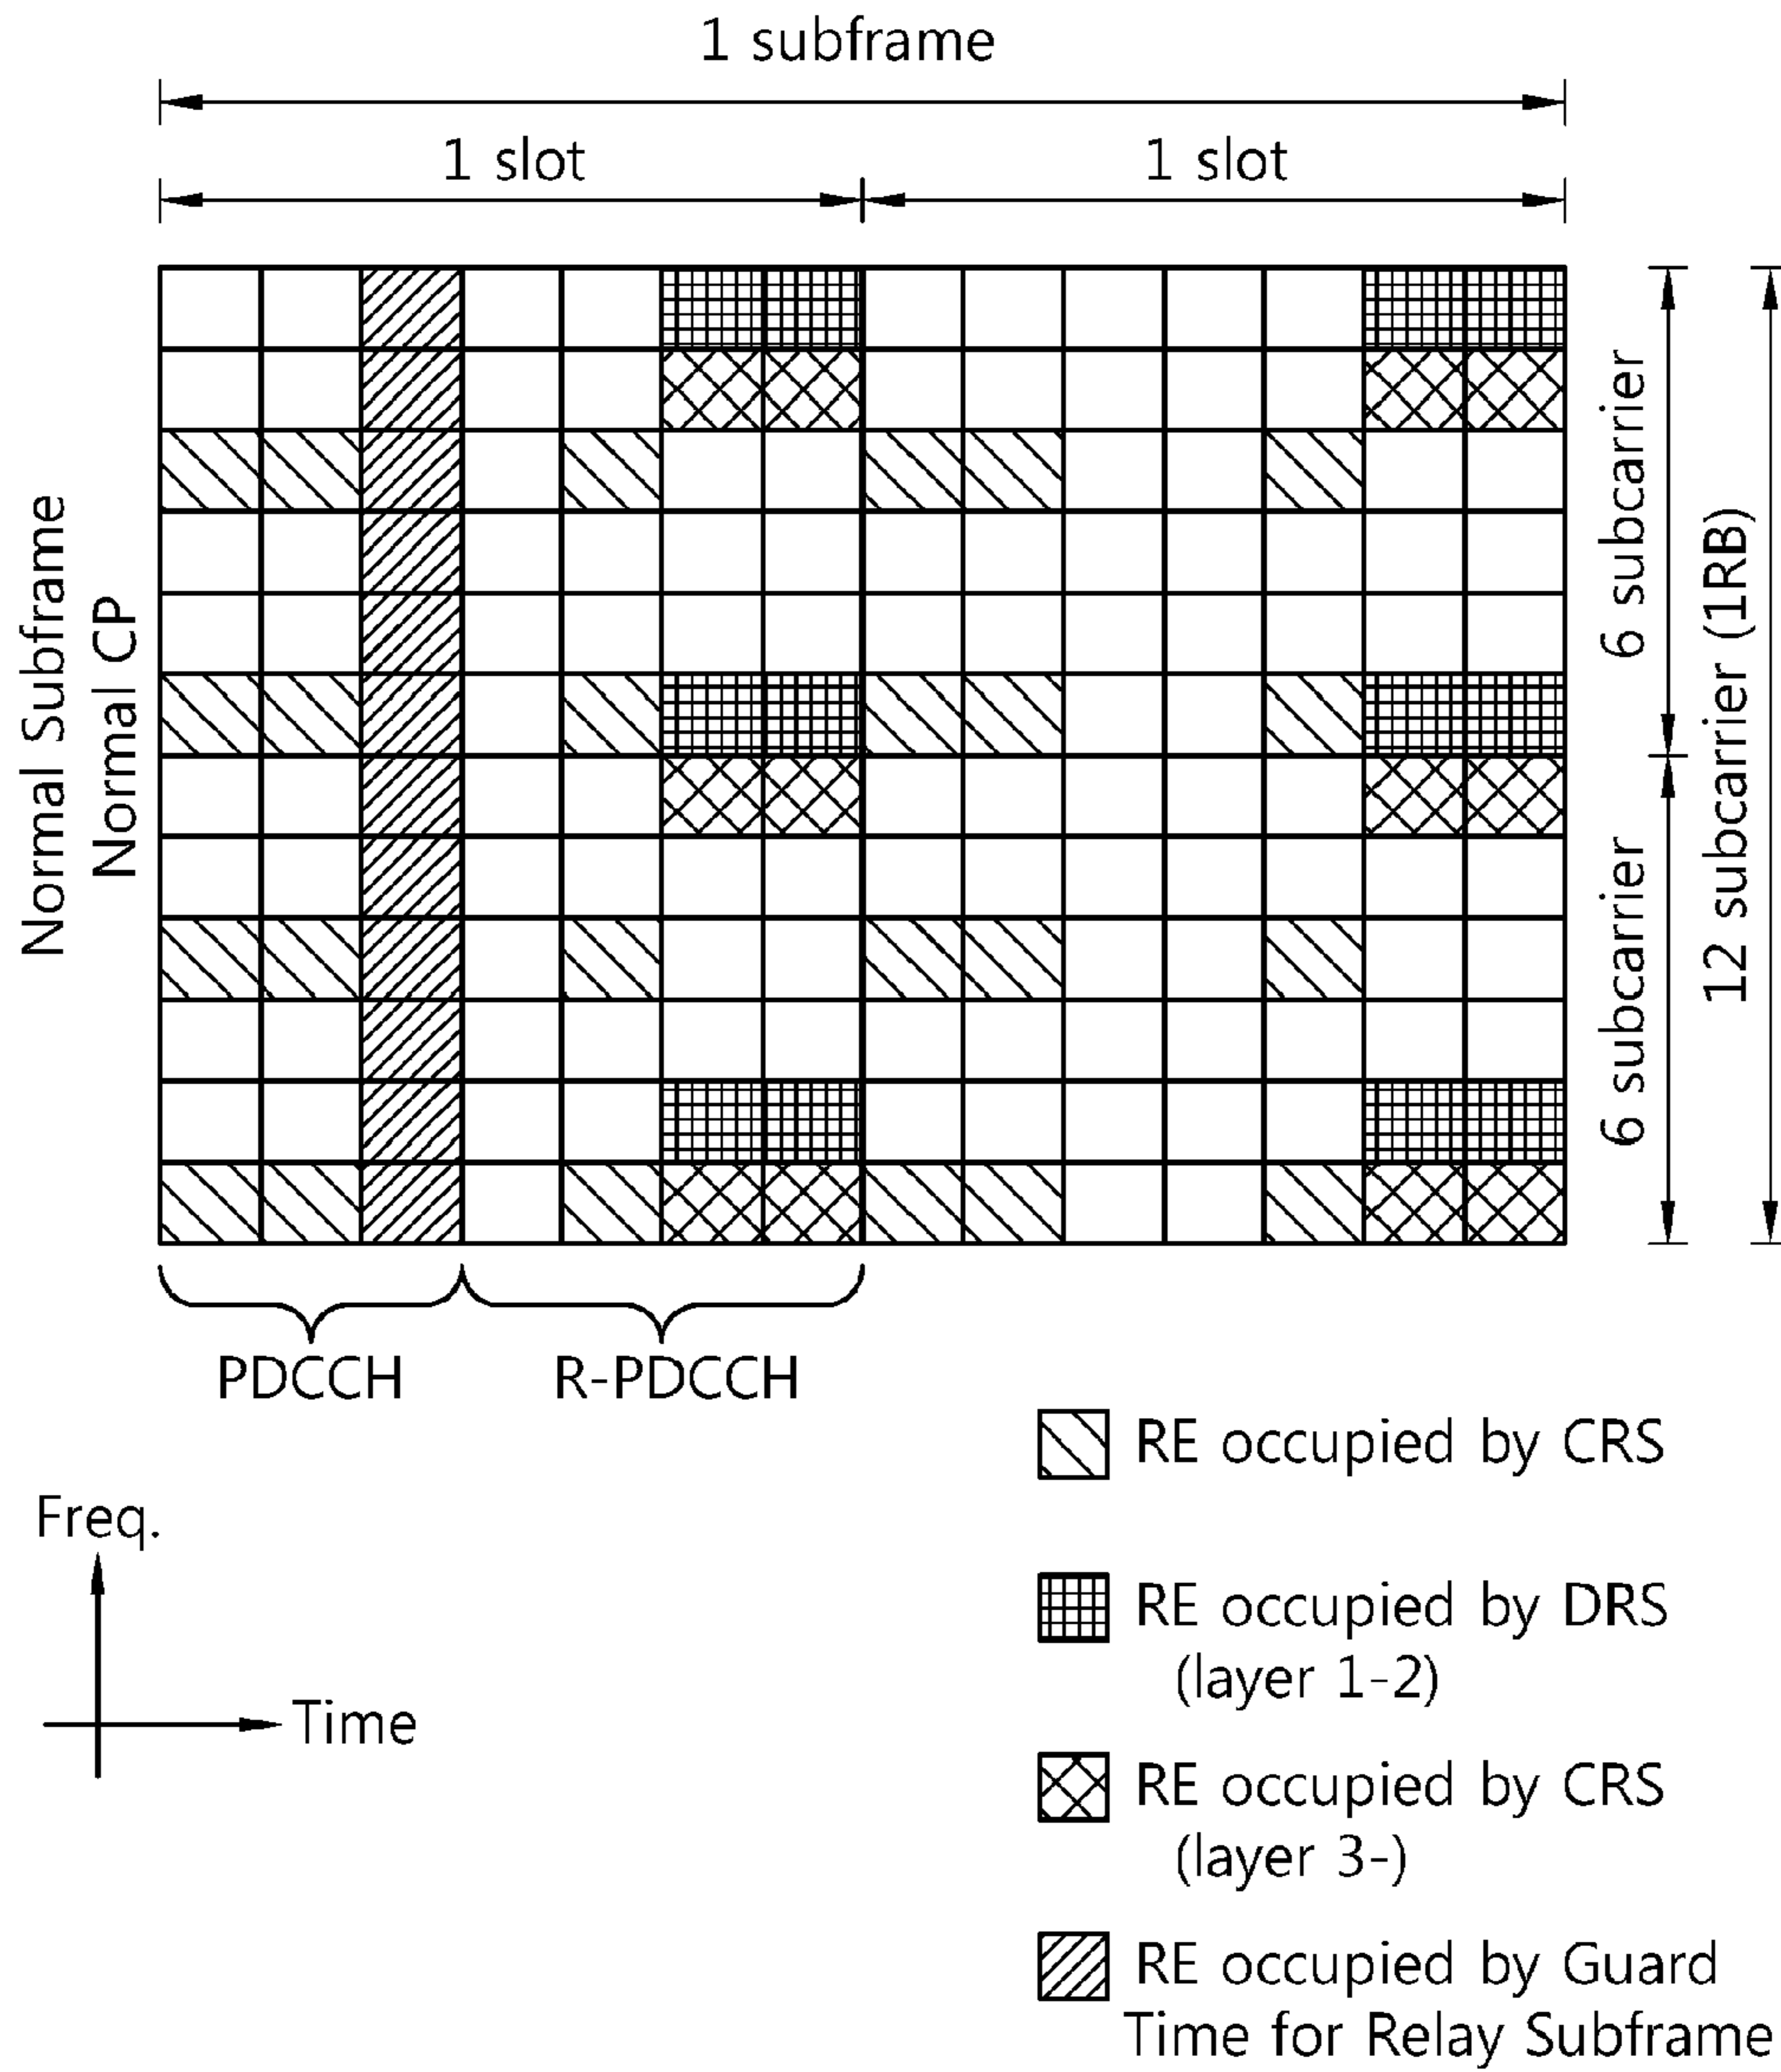 1 subframe
1 slot
1 slot
Normal Subframe
Normal CP
6 subcarrier
6 subcarrier
12 subcarrier (1RB)
PDCCH
R-PDCCH
RE occupied by CRS
Freq.
Time
RE occupied by DRS
(layer 1-2)
RE occupied by CRS
(layer 3-)
RE occupied by Guard
Time for Relay Subframe